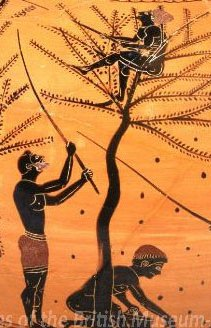 s of the British Museum